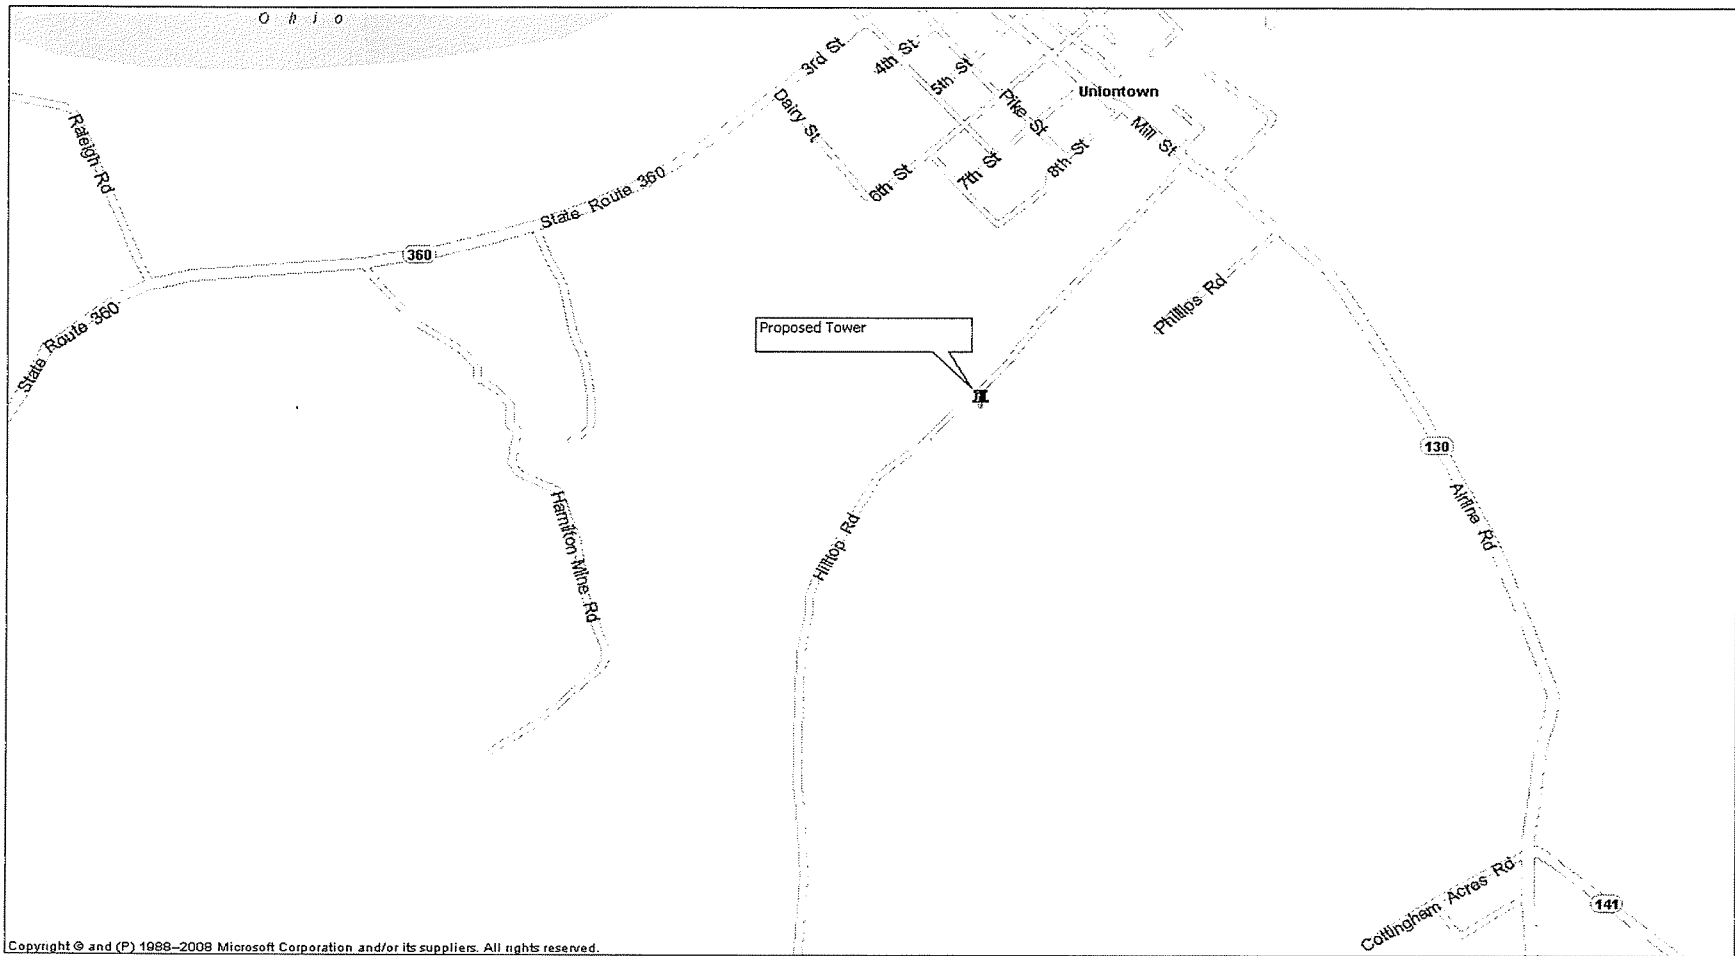 Ohio
3rd St
4th St
5th St
Dairy St
Pike St
Uniontown
Mill St
Raleigh Rd
6th St
7th St
8th St
State Route 360
360
State Route 360
Phillips Rd
Proposed Tower
130
Airline Rd
Hamilton Mine Rd
Hilltop Rd
Cottingham Acres Rd
141
Copyright © and (P) 1988–2008 Microsoft Corporation and/or its suppliers. All rights reserved.